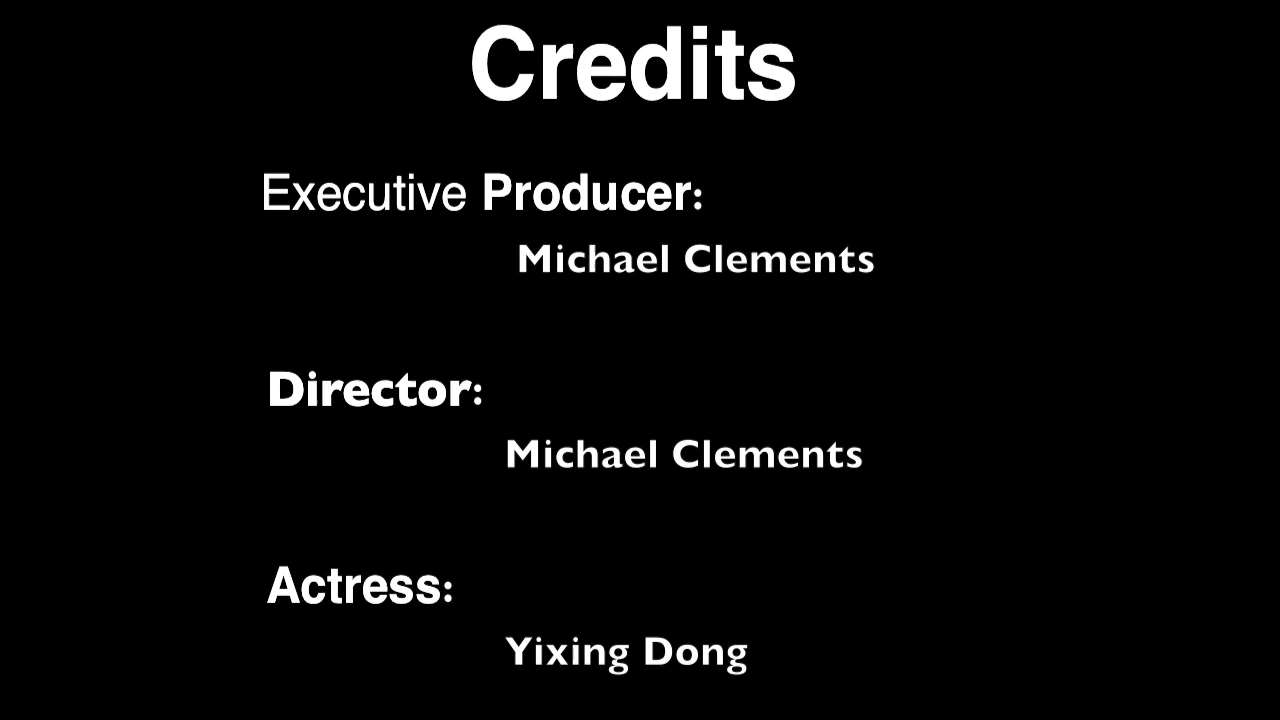 Credits
Executive Producer:
Michael Clements
Director:
Michael Clements
Actress:
Yixing Dong